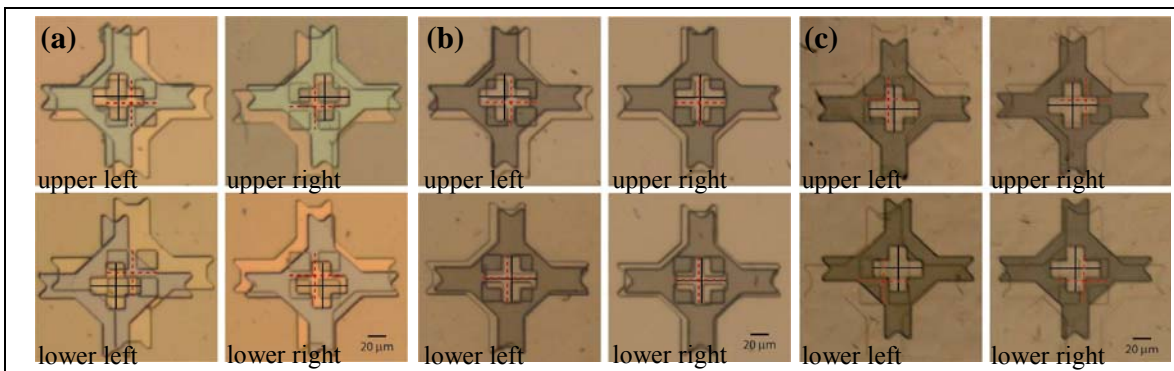 (a) (b) (c)
upper left upper right upper left upper right upper left upper right
20 µm 20 µm 20 µm
lower left lower right lower left lower right lower left lower right